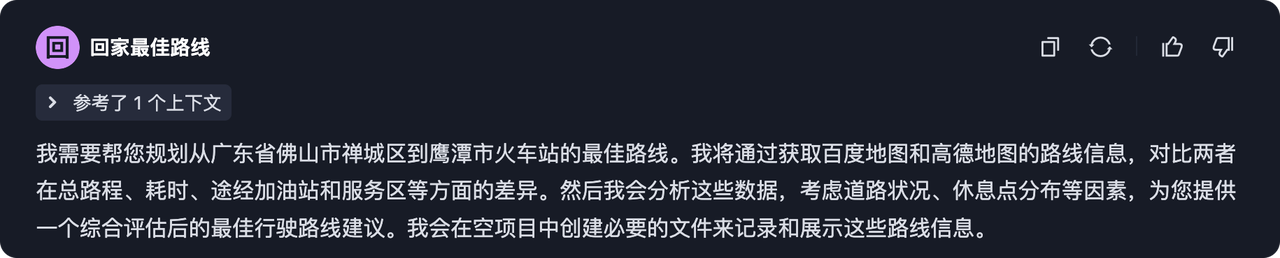 回 回家最佳路线
参考了 1 个上下文
我需要帮您规划从广东省佛山市禅城区到鹰潭市火车站的最佳路线。我将通过获取百度地图和高德地图的路线信息，对比两者
在总路程、耗时、途经加油站和服务区等方面的差异。然后我会分析这些数据，考虑道路状况、休息点分布等因素，为您提供
一个综合评估后的最佳行驶路线建议。我会在空项目中创建必要的文件来记录和展示这些路线信息。